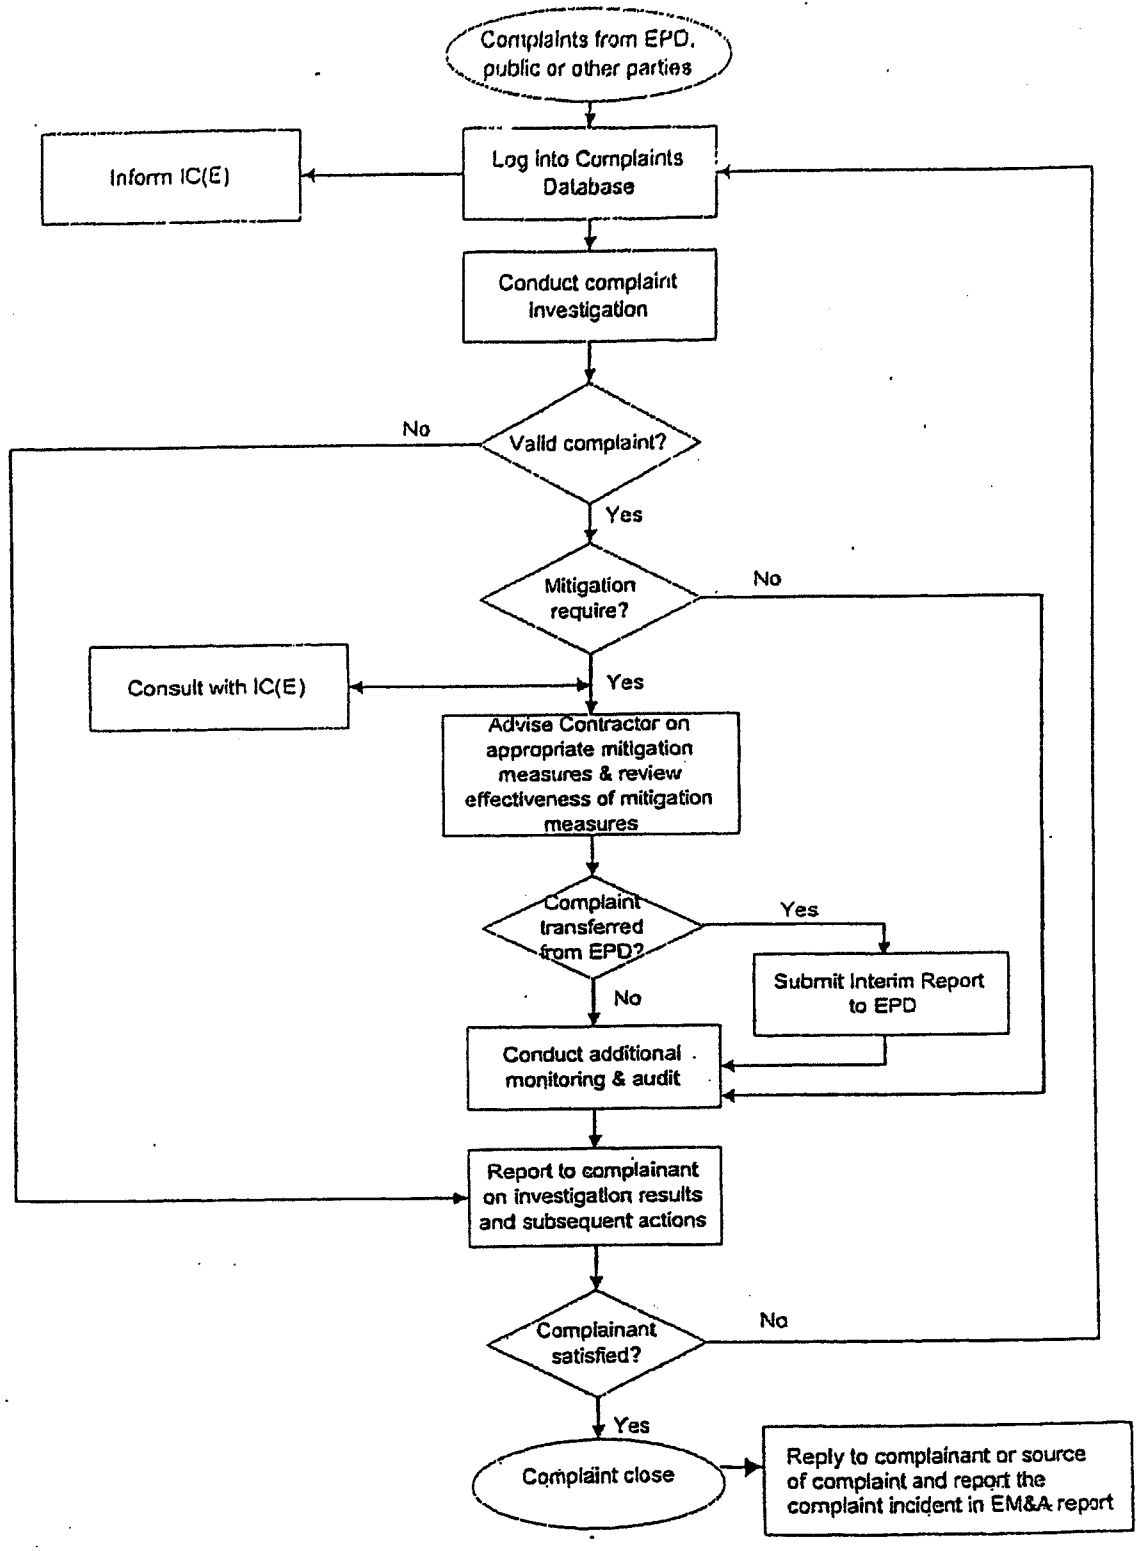 Complaints from EPD,
public or other parties
Inform IC(E)
Log into Complaints
Database
Conduct complaint
investigation
No
Valid complaint?
Yes
Mitigation
require?
No
Consult with IC(E)
Yes
Advise Contractor on
appropriate mitigation
measures & review
effectiveness of mitigation
measures
Complaint
transferred
from EPD?
Yes
Submit Interim Report
to EPD
No
Conduct additional
monitoring & audit
Report to complainant
on investigation results
and subsequent actions
Complainant
satisfied?
No
Yes
Complaint close
Reply to complainant or source
of complaint and report the
complaint incident in EM&A report